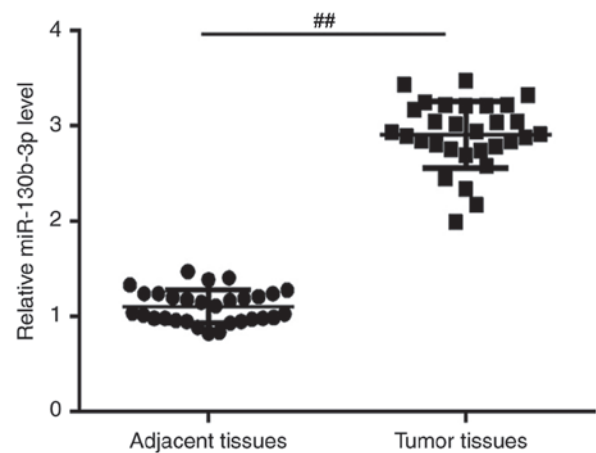 ##
4
3
2
1
0
Relative miR-130b-3p level
Adjacent tissues
Tumor tissues